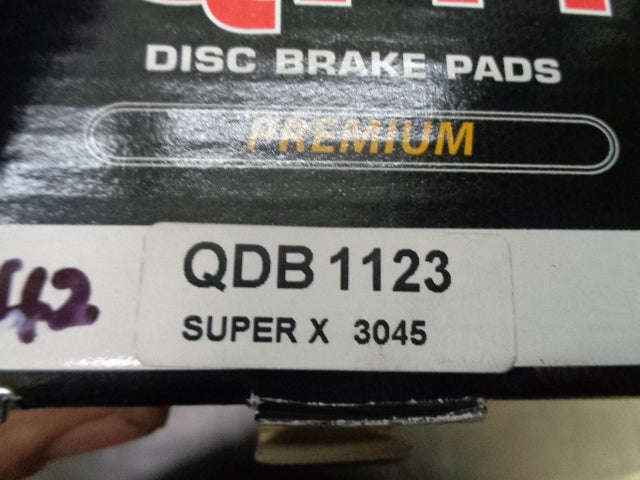 DISC BRAKE PADS
PREMIUM
QDB 1123
SUPER X 3045